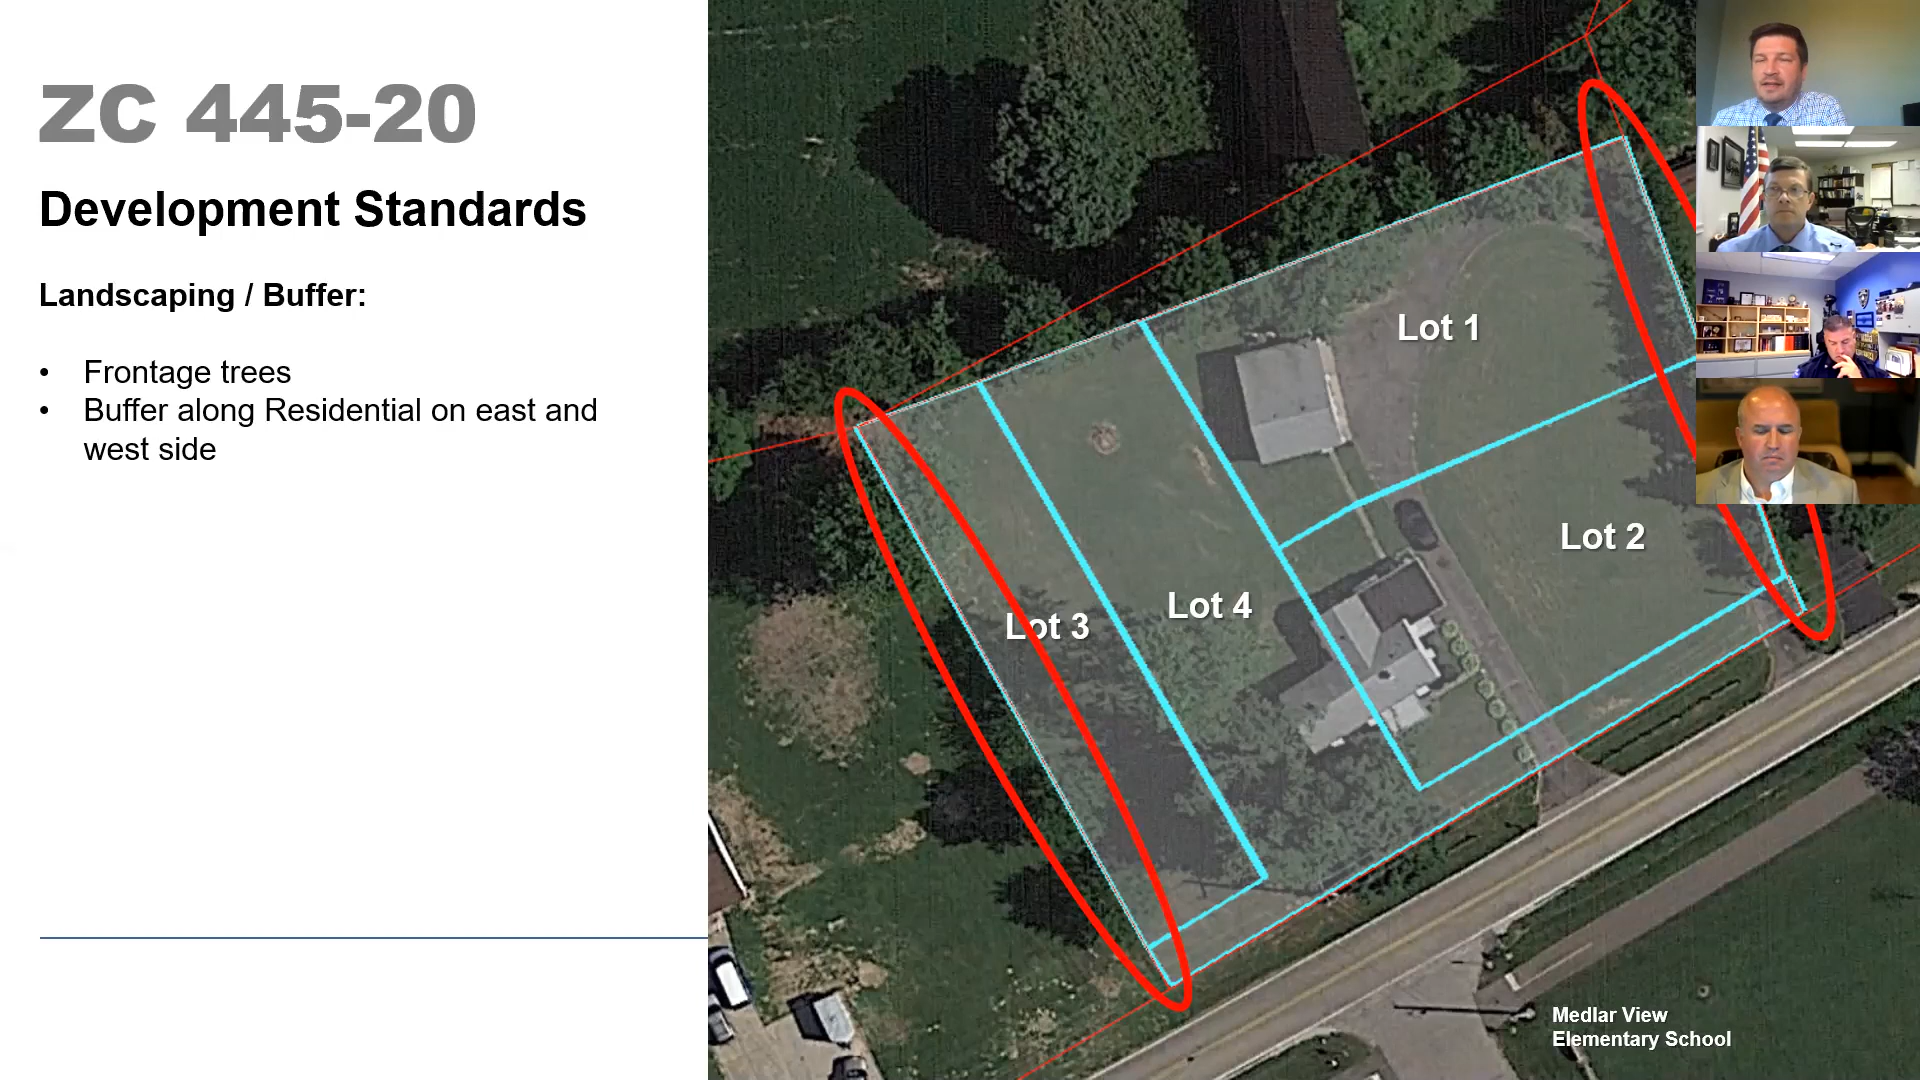 ZC 445-20
Development Standards
Landscaping / Buffer:
• Frontage trees
• Buffer along Residential on east and
west side
Lot 1
Lot 2
Lot 3
Lot 4
Medlar View
Elementary School